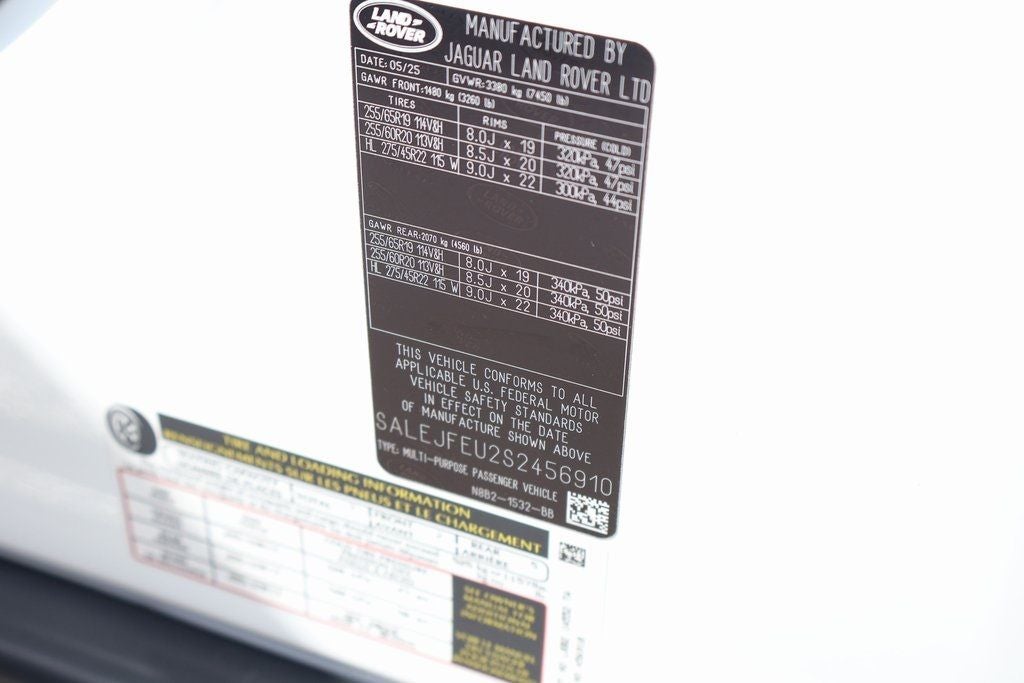 LAND
ROVER
MANUFACTURED BY
JAGUAR LAND ROVER LTD
DATE: 05/25 GVWR:3380 kg (7450 lb)
GAWR FRONT:1480 kg (3260 lb)
TIRES RIMS PRESSURE (COLD)
255/65R19 114V&H 8.0J x 19 320kPa, 47psi
255/60R20 113V&H 8.5J x 20 320kPa, 47psi
HL 275/45R22 115 W 9.0J x 22 300kPa, 44psi
GAWR REAR:2070 kg (4560 lb)
255/65R19 114V&H 8.0J x 19 340kPa, 50psi
255/60R20 113V&H 8.5J x 20 340kPa, 50psi
HL 275/45R22 115 W 9.0J x 22 340kPa, 50psi
THIS VEHICLE CONFORMS TO ALL
APPLICABLE U.S. FEDERAL MOTOR
VEHICLE SAFETY STANDARDS
IN EFFECT ON THE DATE
OF MANUFACTURE SHOWN ABOVE
SALEJFEU2S2456910
TYPE: MULTI-PURPOSE PASSENGER VEHICLE
N8B2-1532-BB
TIRE AND LOADING INFORMATION
RENSEIGNEMENTS SUR LES PNEUS ET LE CHARGEMENT
FRONT
AVANT
REAR
ARRIÈRE